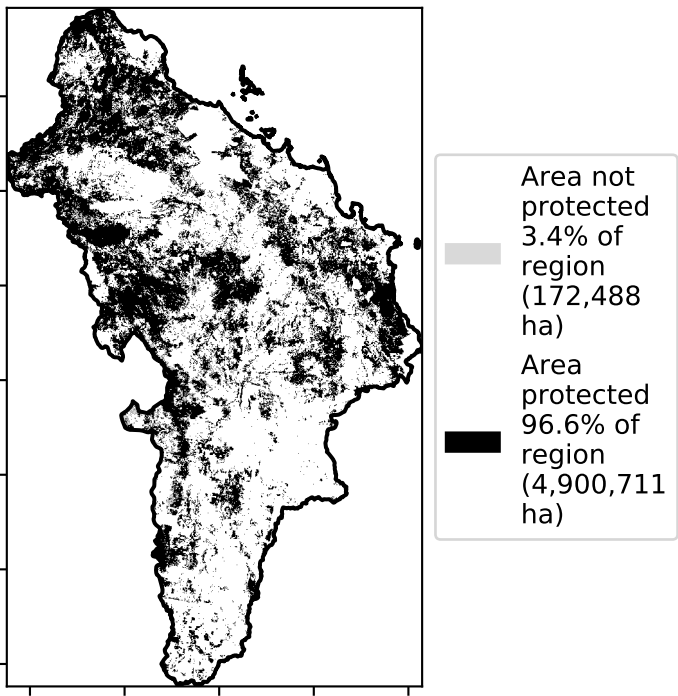 Area not
protected
3.4% of
region
(172,488
ha)
Area
protected
96.6% of
region
(4,900,711
ha)